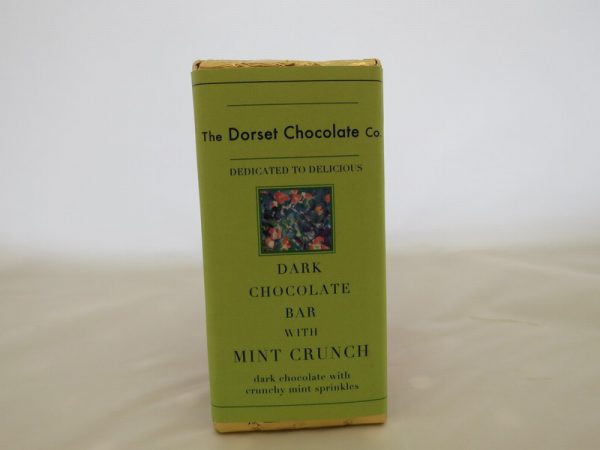 The Dorset Chocolate Co.
DEDICATED TO DELICIOUS
DARK
CHOCOLATE
BAR
WITH
MINT CRUNCH
dark chocolate with
crunchy mint sprinkles